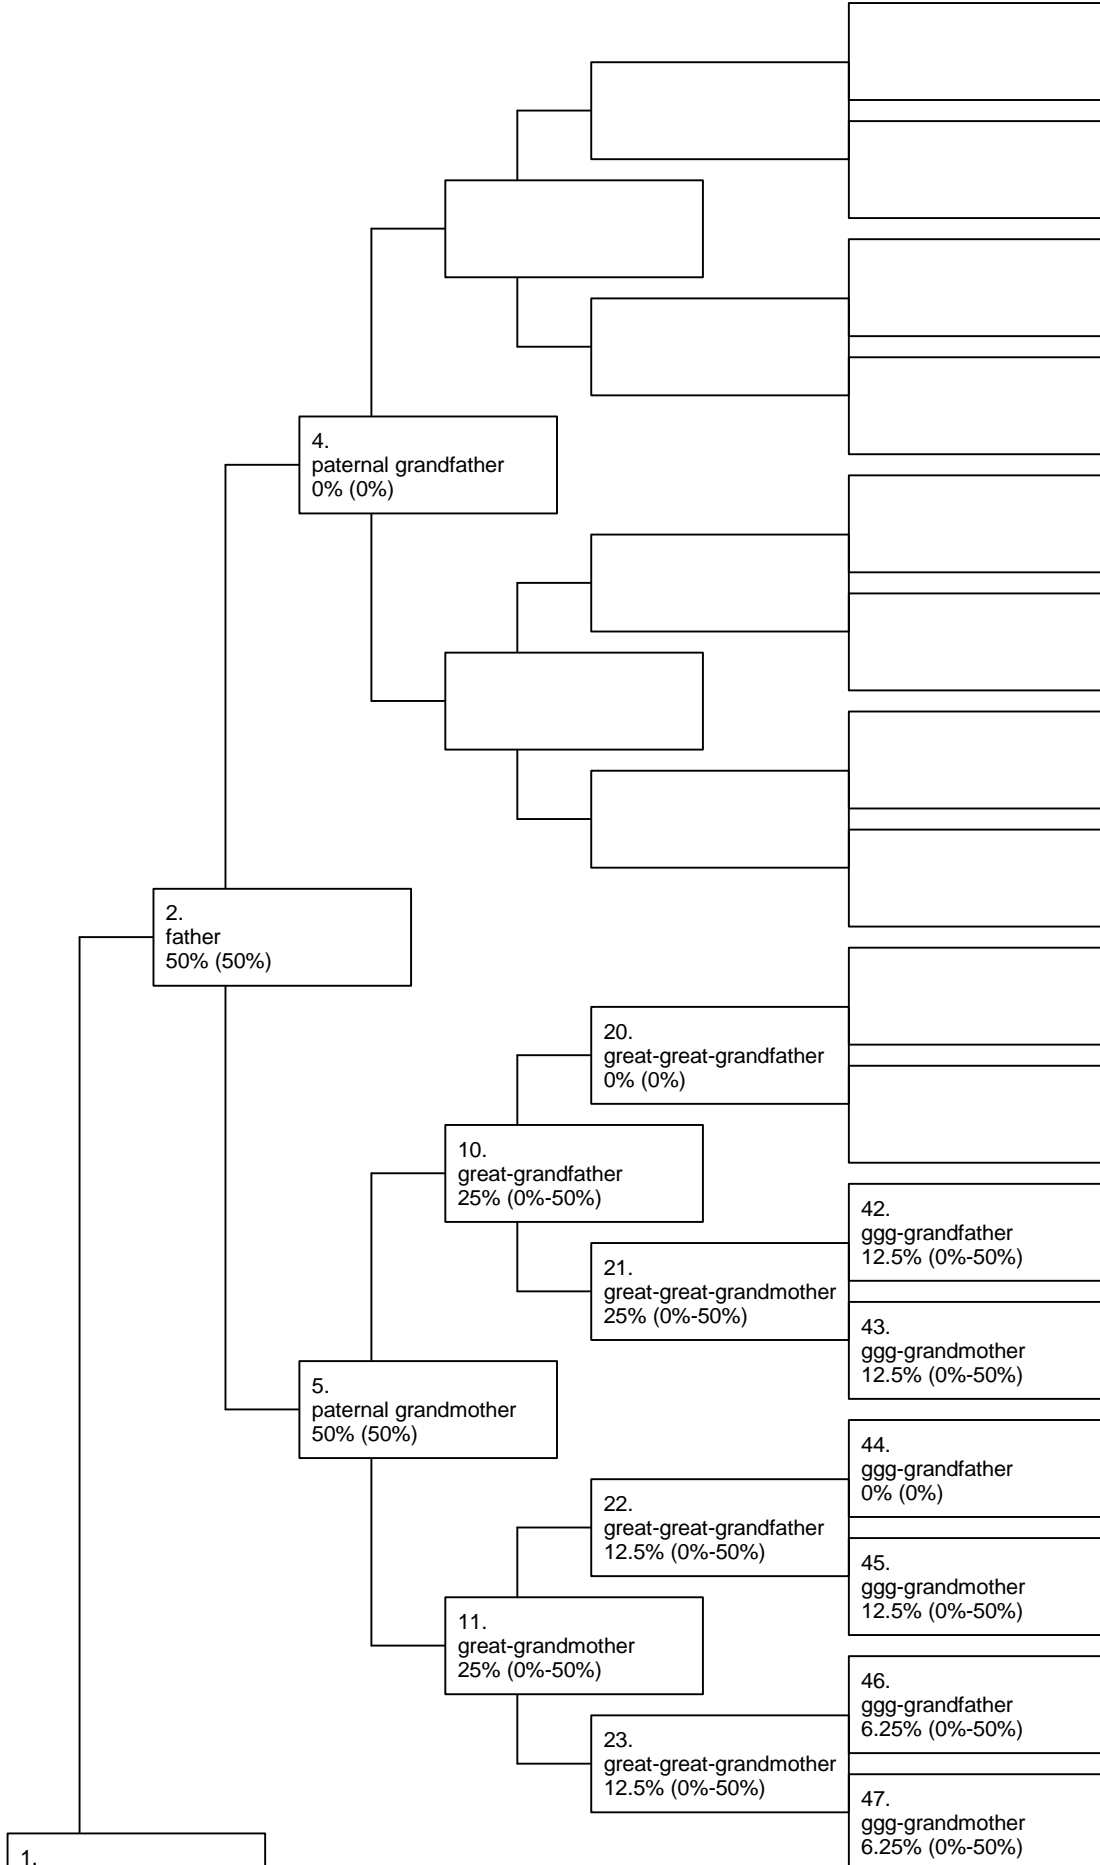 4.
paternal grandfather
0% (0%)
2.
father
50% (50%)
20.
great-great-grandfather
0% (0%)
10.
great-grandfather
25% (0%-50%)
42.
ggg-grandfather
12.5% (0%-50%)
21.
great-great-grandmother
25% (0%-50%)
43.
ggg-grandmother
12.5% (0%-50%)
5.
paternal grandmother
50% (50%)
44.
ggg-grandfather
0% (0%)
22.
great-great-grandfather
12.5% (0%-50%)
45.
ggg-grandmother
12.5% (0%-50%)
11.
great-grandmother
25% (0%-50%)
46.
ggg-grandfather
6.25% (0%-50%)
23.
great-great-grandmother
12.5% (0%-50%)
47.
ggg-grandmother
6.25% (0%-50%)
1.